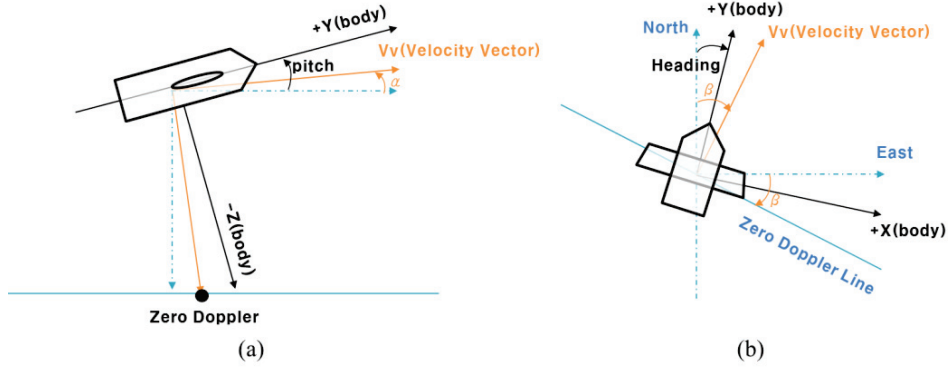 +Y(body)
Vv(Velocity Vector)
pitch
α
−Z(body)
Zero Doppler
(a)
+Y(body)
North
Vv(Velocity Vector)
Heading
β
East
β
+X(body)
Zero Doppler Line
(b)